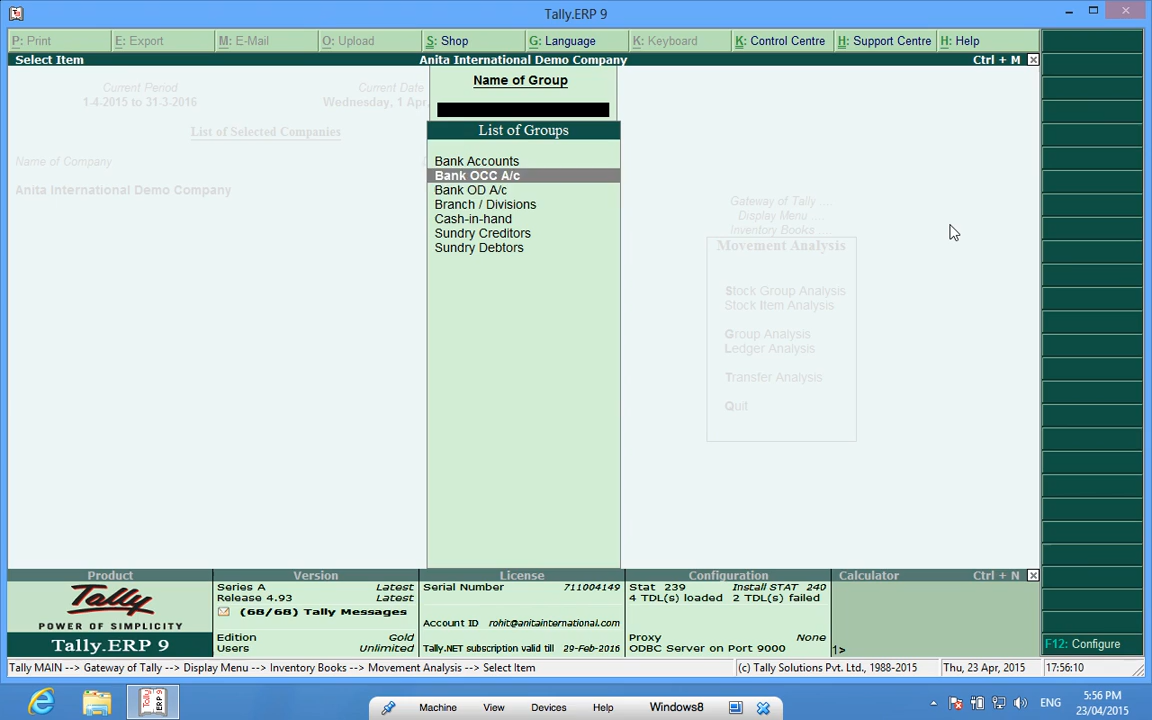 Tally.ERP 9
P: Print
E: Export
M: E-Mail
O: Upload
S: Shop
G: Language
K: Keyboard
K: Control Centre
H: Support Centre
H: Help
Select Item
Anita International Demo Company
Ctrl + M
Current Period
1-4-2015 to 31-3-2016
Current Date
Wednesday, 1 Apr,
List of Selected Companies
Name of Company
Anita International Demo Company
Name of Group
List of Groups
Bank Accounts
Bank OCC A/c
Bank OD A/c
Branch / Divisions
Cash-in-hand
Sundry Creditors
Sundry Debtors
Gateway of Tally ....
Display Menu ....
Inventory Books ....
Movement Analysis
Stock Group Analysis
Stock Item Analysis
Group Analysis
Ledger Analysis
Transfer Analysis
Quit
Product
Tally
POWER OF SIMPLICITY
Tally.ERP 9
Version
Series A Latest
Release 4.93 Latest
(68/68) Tally Messages
Edition Gold
Users Unlimited
License
Serial Number 711004149
Account ID rohit@anitainternational.com
Tally.NET subscription valid till 29-Feb-2016
Configuration
Stat 239 Install STAT 240
4 TDL(s) loaded 2 TDL(s) failed
Proxy None
ODBC Server on Port 9000
Calculator Ctrl + N
1>
F12: Configure
Tally MAIN --> Gateway of Tally --> Display Menu --> Inventory Books --> Movement Analysis --> Select Item
(c) Tally Solutions Pvt. Ltd., 1988-2015
Thu, 23 Apr, 2015
17:56:10
Machine View Devices Help Windows8
ENG
5:56 PM
23/04/2015